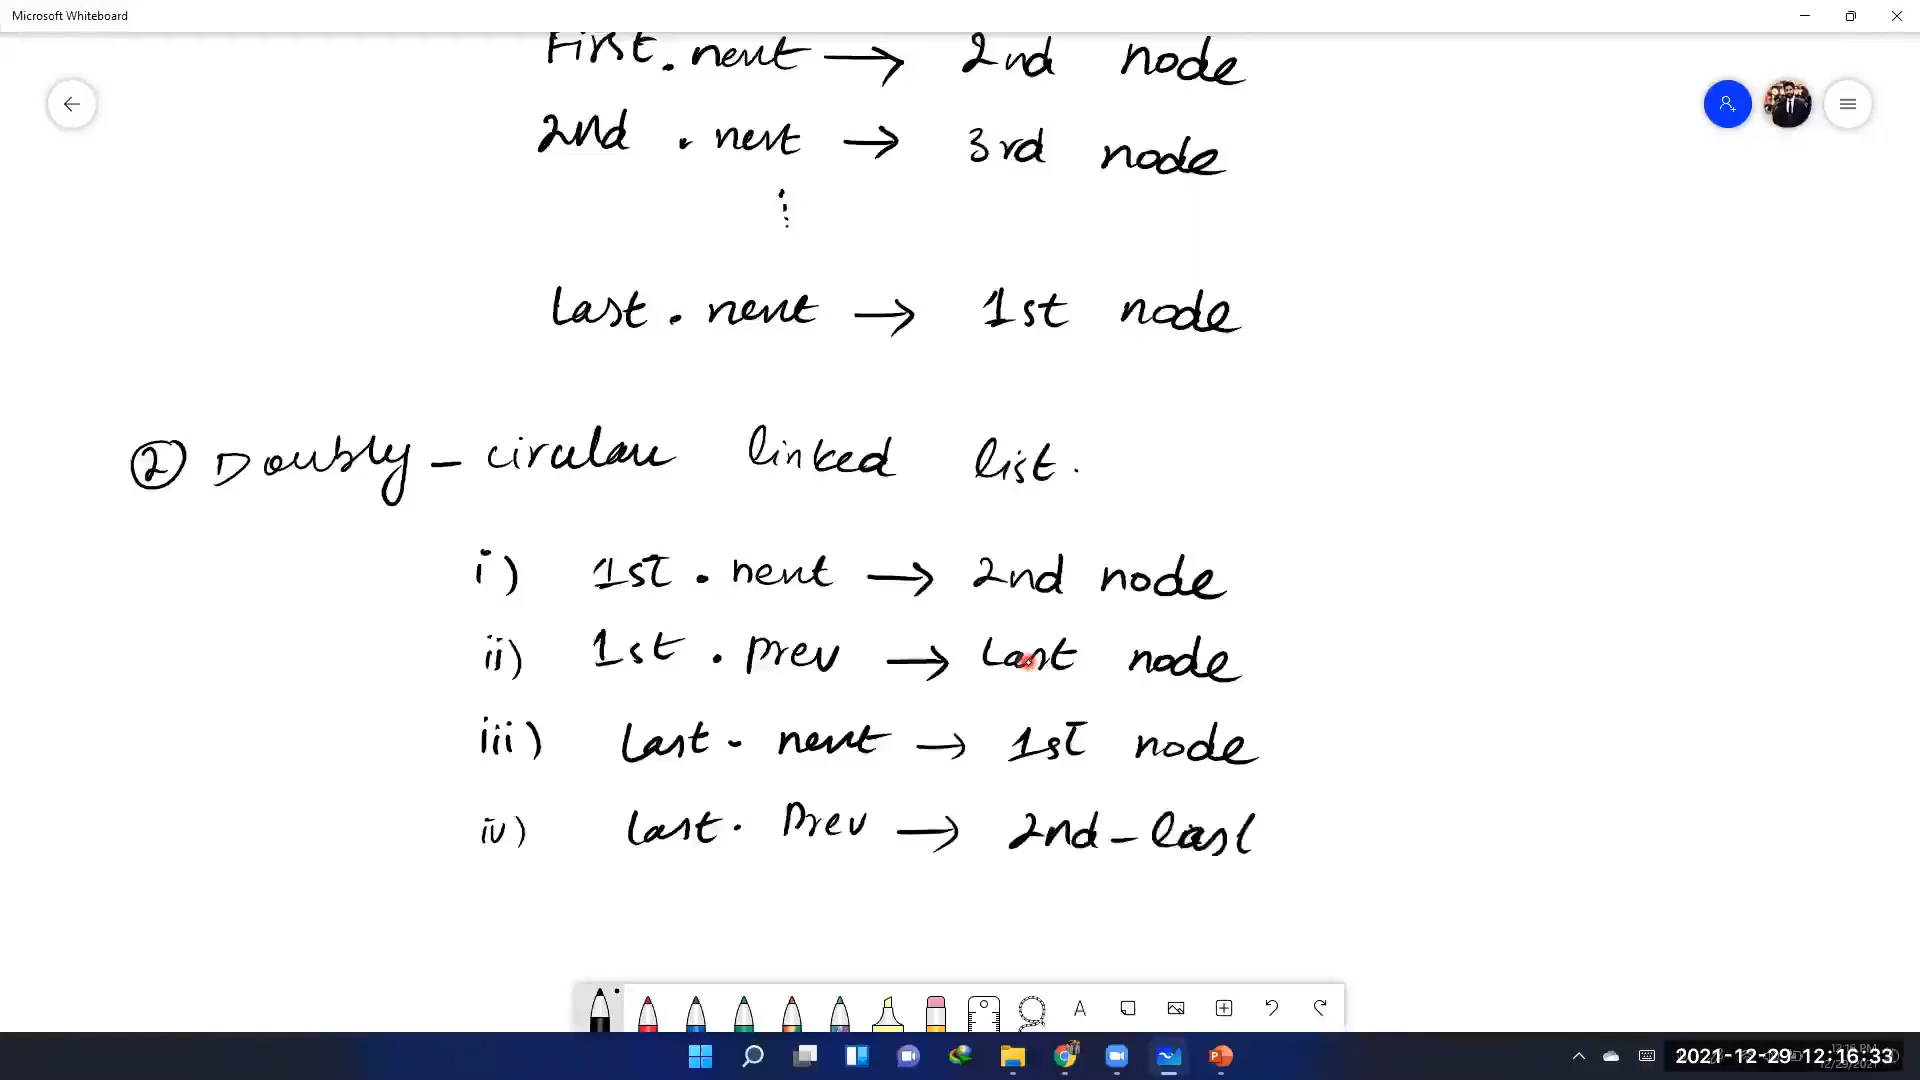 Microsoft Whiteboard
First.next → 2nd node
2nd . next → 3rd node
Last . next → 1st node
② Doubly - circular linked list.
i) 1st . next → 2nd node
ii) 1st . Prev → Last node
iii) Last - next → 1st node
iv) Last . Prev → 2nd - last
A
2021-12-29 12:16:33